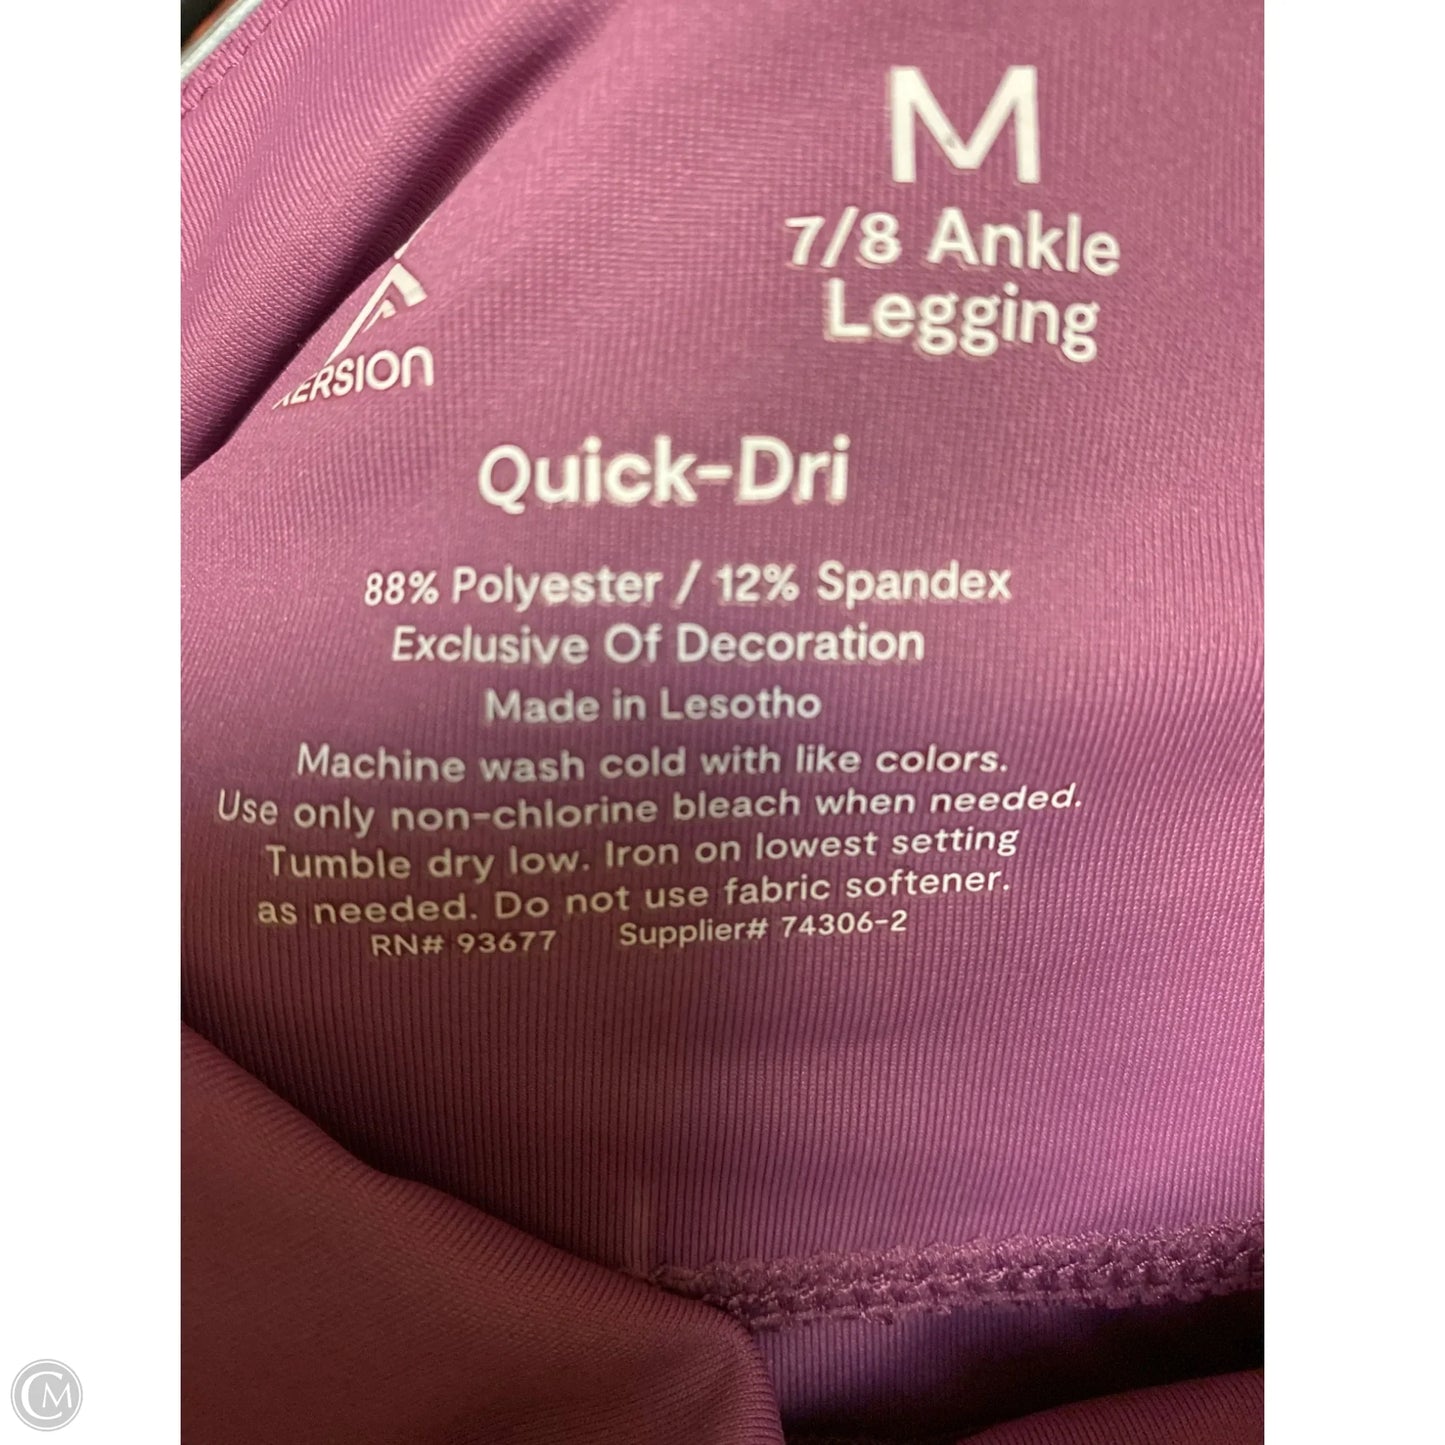 M
7/8 Ankle
Legging
Quick-Dri
88% Polyester / 12% Spandex
Exclusive Of Decoration
Made in Lesotho
Machine wash cold with like colors.
Use only non-chlorine bleach when needed.
Tumble dry low. Iron on lowest setting
as needed. Do not use fabric softener.
RN# 93677 Supplier# 74306-2
CM